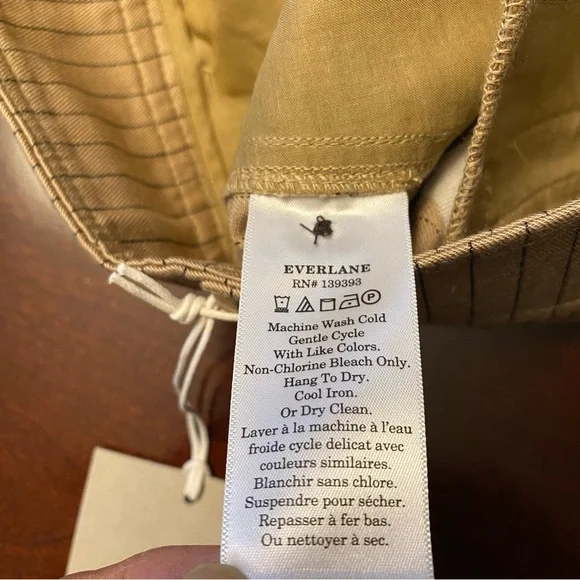 EVERLANE
RN# 139393
P
Machine Wash Cold
Gentle Cycle
With Like Colors.
Non-Chlorine Bleach Only.
Hang To Dry.
Cool Iron.
Or Dry Clean.
Laver à la machine à l'eau
froide cycle delicat avec
couleurs similaires.
Blanchir sans chlore.
Suspendre pour sécher.
Repasser à fer bas.
Ou nettoyer à sec.